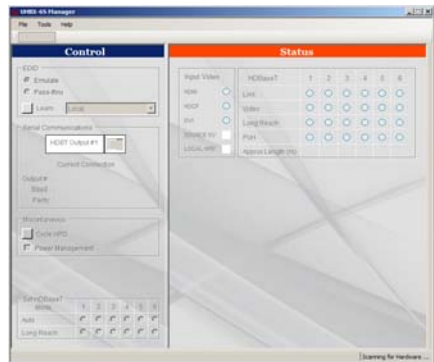 UHBX-6S Manager
File Tools Help
Control
EDID
Emulate
Pass-thru
Learn Local
Serial Communications
HDBT Output #1
Current Connection
Output#
Baud
Parity
Miscellaneous
Cycle HPD
Power Management
1 2 3 4 5 6
Auto
Long Reach
Status
Input Video
HDMI
HDCP
DVI
SOURCE 5V
LOCAL HPD
HDBaseT 1 2 3 4 5 6
Link
Video
Long Reach
PoH
Approx Length (m)
Scanning for Hardware ...